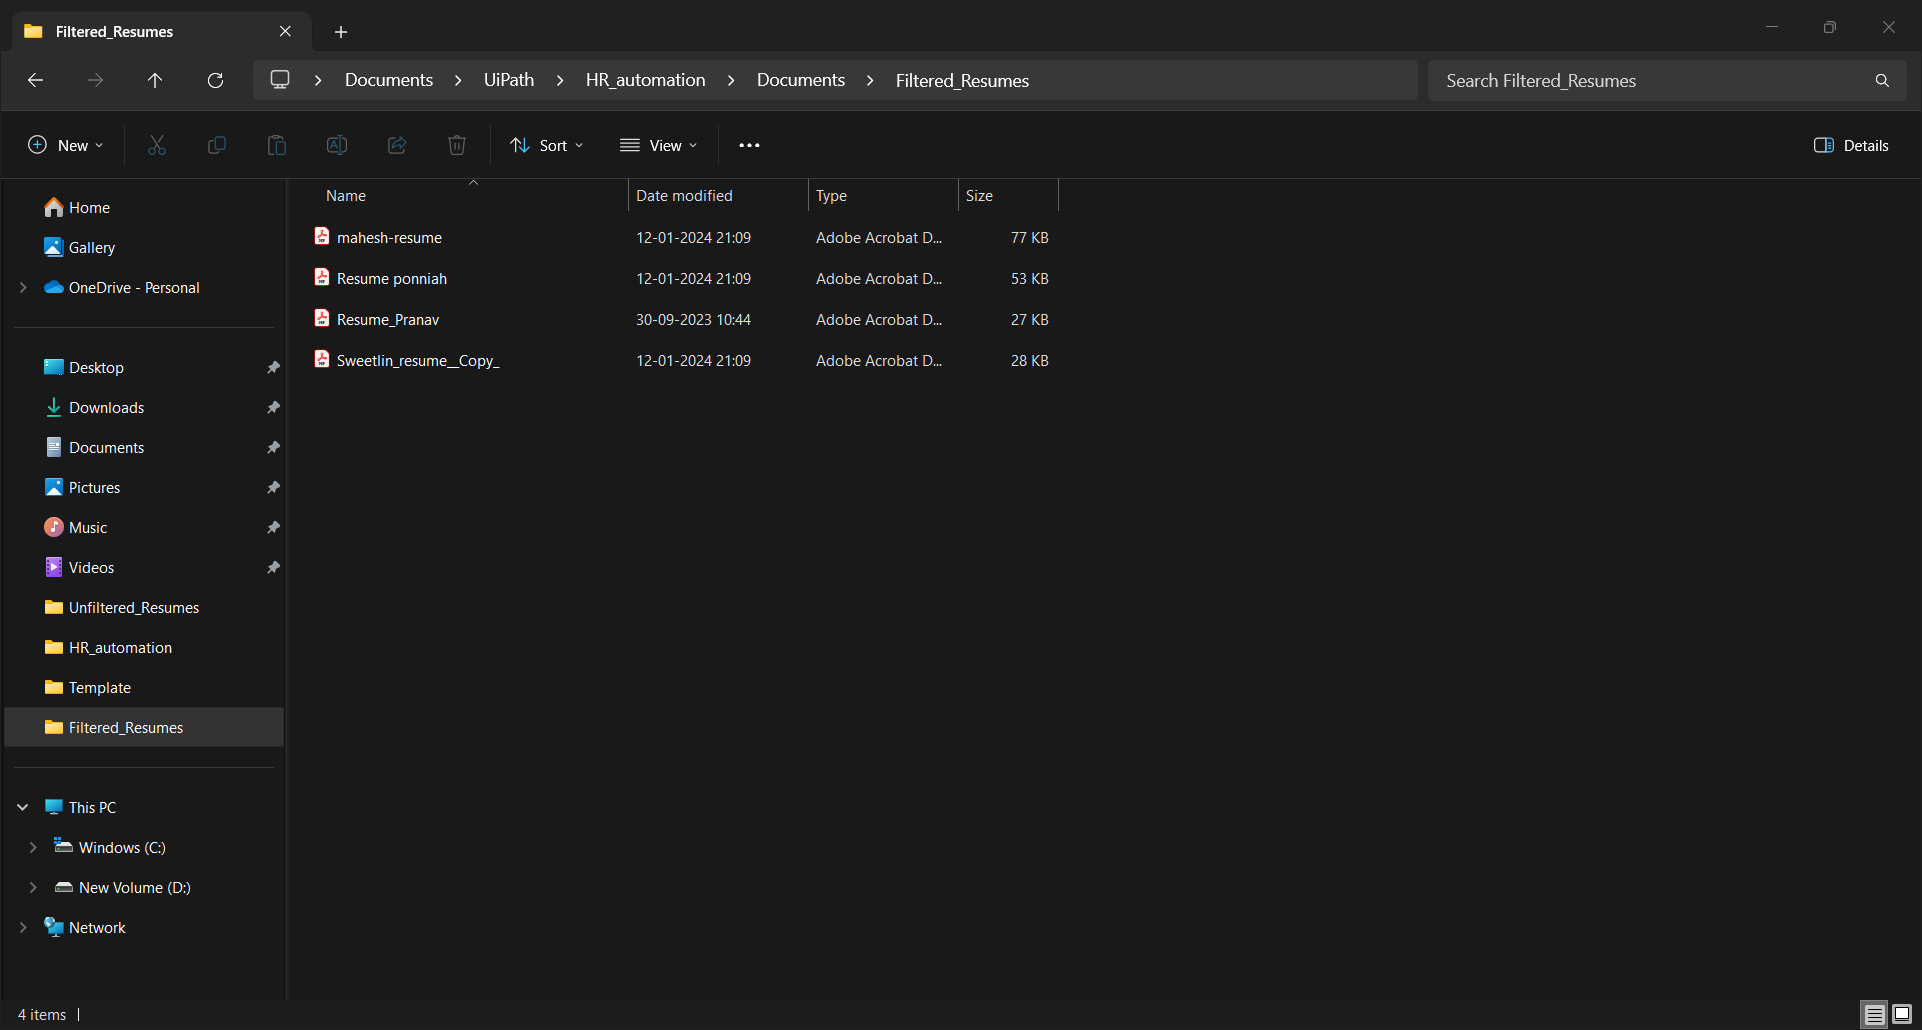 Filtered_Resumes
Documents UiPath HR_automation Documents Filtered_Resumes
Search Filtered_Resumes
New Sort View Details
Home
Gallery
OneDrive - Personal
Desktop
Downloads
Documents
Pictures
Music
Videos
Unfiltered_Resumes
HR_automation
Template
Filtered_Resumes
This PC
Windows (C:)
New Volume (D:)
Network
Name Date modified Type Size
mahesh-resume 12-01-2024 21:09 Adobe Acrobat D... 77 KB
Resume ponniah 12-01-2024 21:09 Adobe Acrobat D... 53 KB
Resume_Pranav 30-09-2023 10:44 Adobe Acrobat D... 27 KB
Sweetlin_resume__Copy_ 12-01-2024 21:09 Adobe Acrobat D... 28 KB
4 items